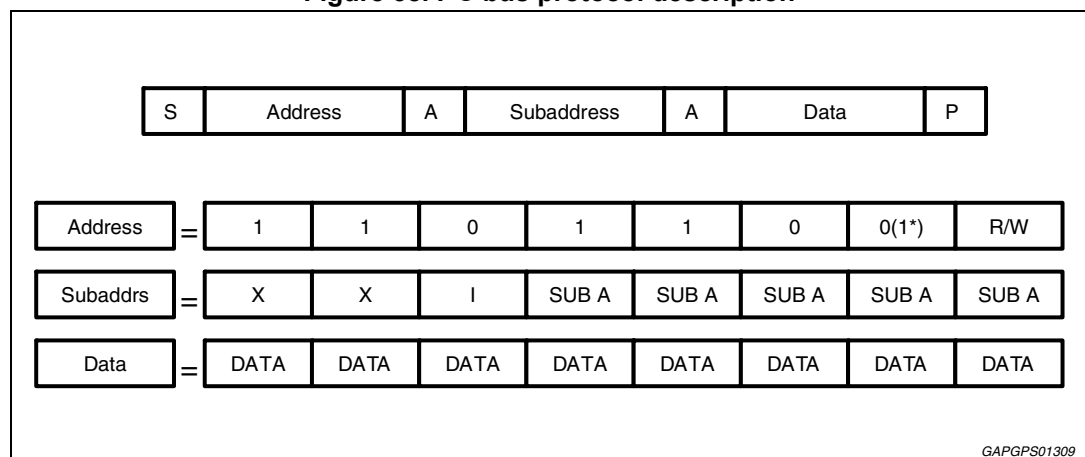 S Address A Subaddress A Data P
Address = 1 1 0 1 1 0 0(1*) R/W
Subaddrs = X X I SUB A SUB A SUB A SUB A SUB A
Data = DATA DATA DATA DATA DATA DATA DATA DATA
GAPGPS01309